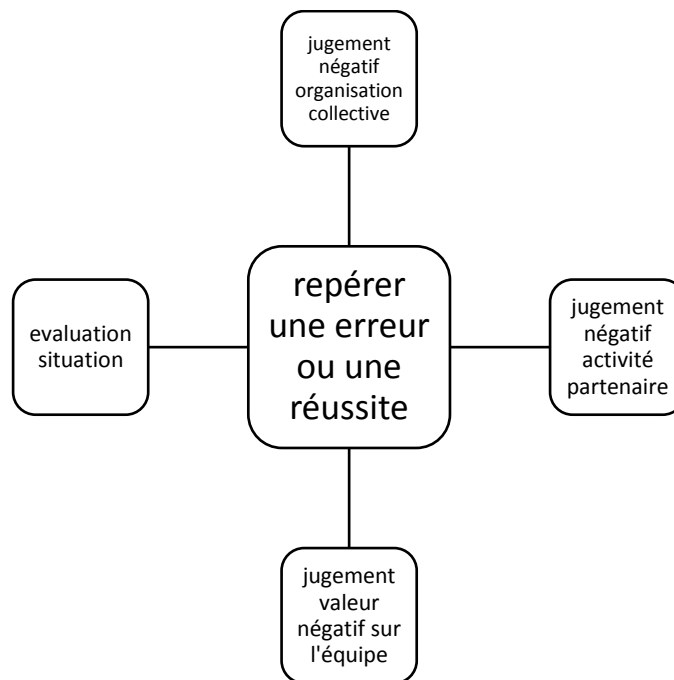 jugement
négatif
organisation
collective
evaluation
situation
repérer
une erreur
ou une
réussite
jugement
négatif
activité
partenaire
jugement
valeur
négatif sur
l'équipe